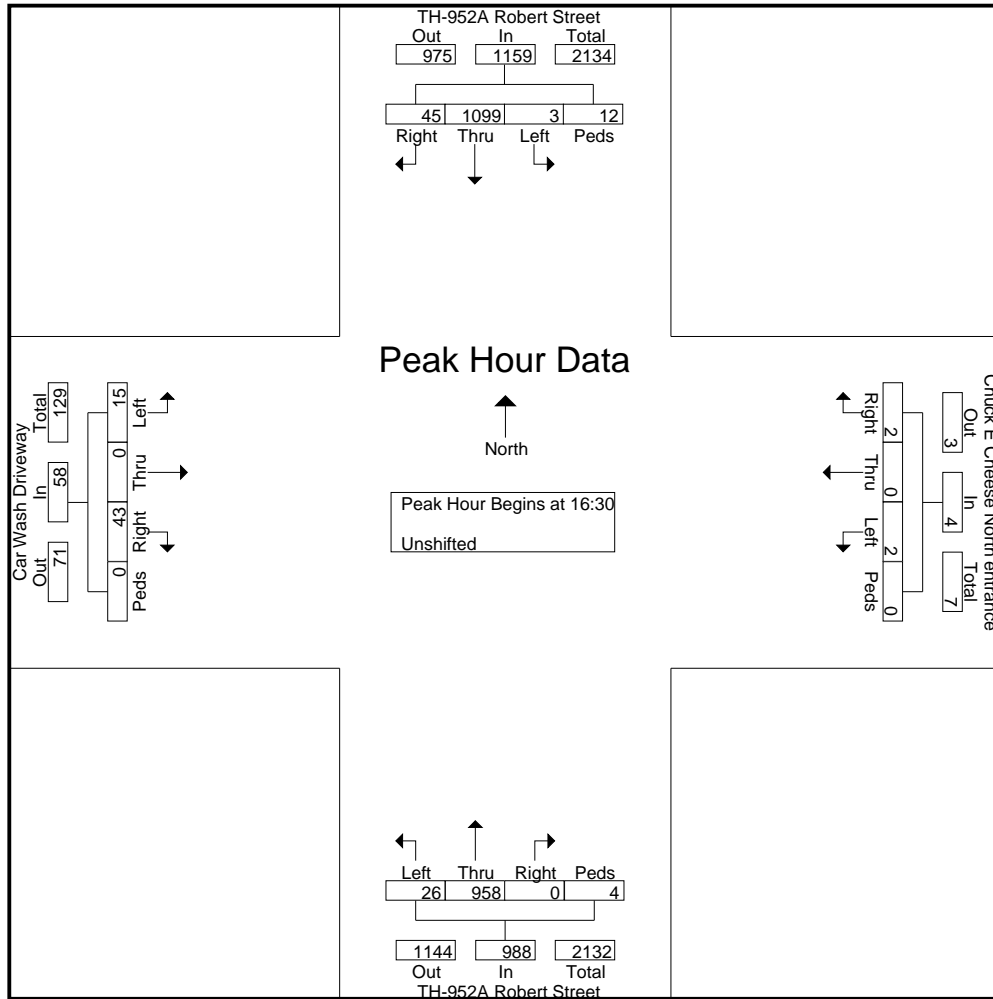 TH-952A Robert Street
Out In Total
975 1159 2134
45 1099 3 12
Right Thru Left Peds
Peak Hour Data
North
Peak Hour Begins at 16:30
Unshifted
Car Wash Driveway
Total In Out
129 58 71
15 0 43 0
Left Thru Right Peds
Chuck E Cheese North entrance
Out In Total
3 4 7
2 0 2 0
Right Thru Left Peds
Left Thru Right Peds
26 958 0 4
1144 988 2132
Out In Total
TH-952A Robert Street